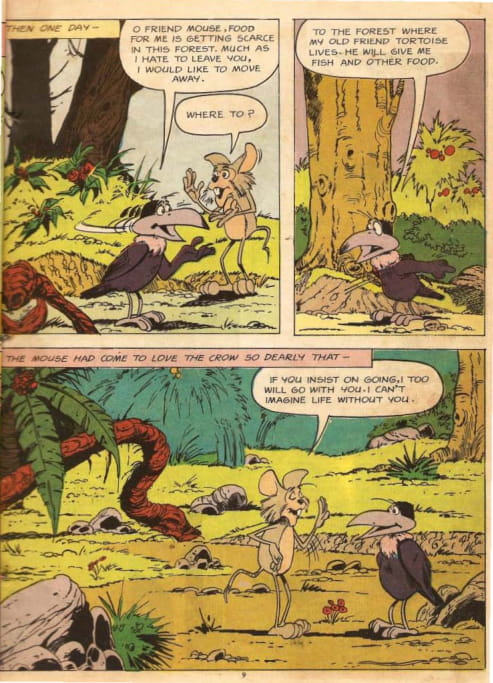 THEN ONE DAY—
O FRIEND MOUSE, FOOD
FOR ME IS GETTING SCARCE
IN THIS FOREST. MUCH AS
I HATE TO LEAVE YOU,
I WOULD LIKE TO MOVE
AWAY.
WHERE TO?
TO THE FOREST WHERE
MY OLD FRIEND TORTOISE
LIVES. HE WILL GIVE ME
FISH AND OTHER FOOD.
THE MOUSE HAD COME TO LOVE THE CROW SO DEARLY THAT—
IF YOU INSIST ON GOING, I TOO
WILL GO WITH YOU. I CAN'T
IMAGINE LIFE WITHOUT YOU.
9